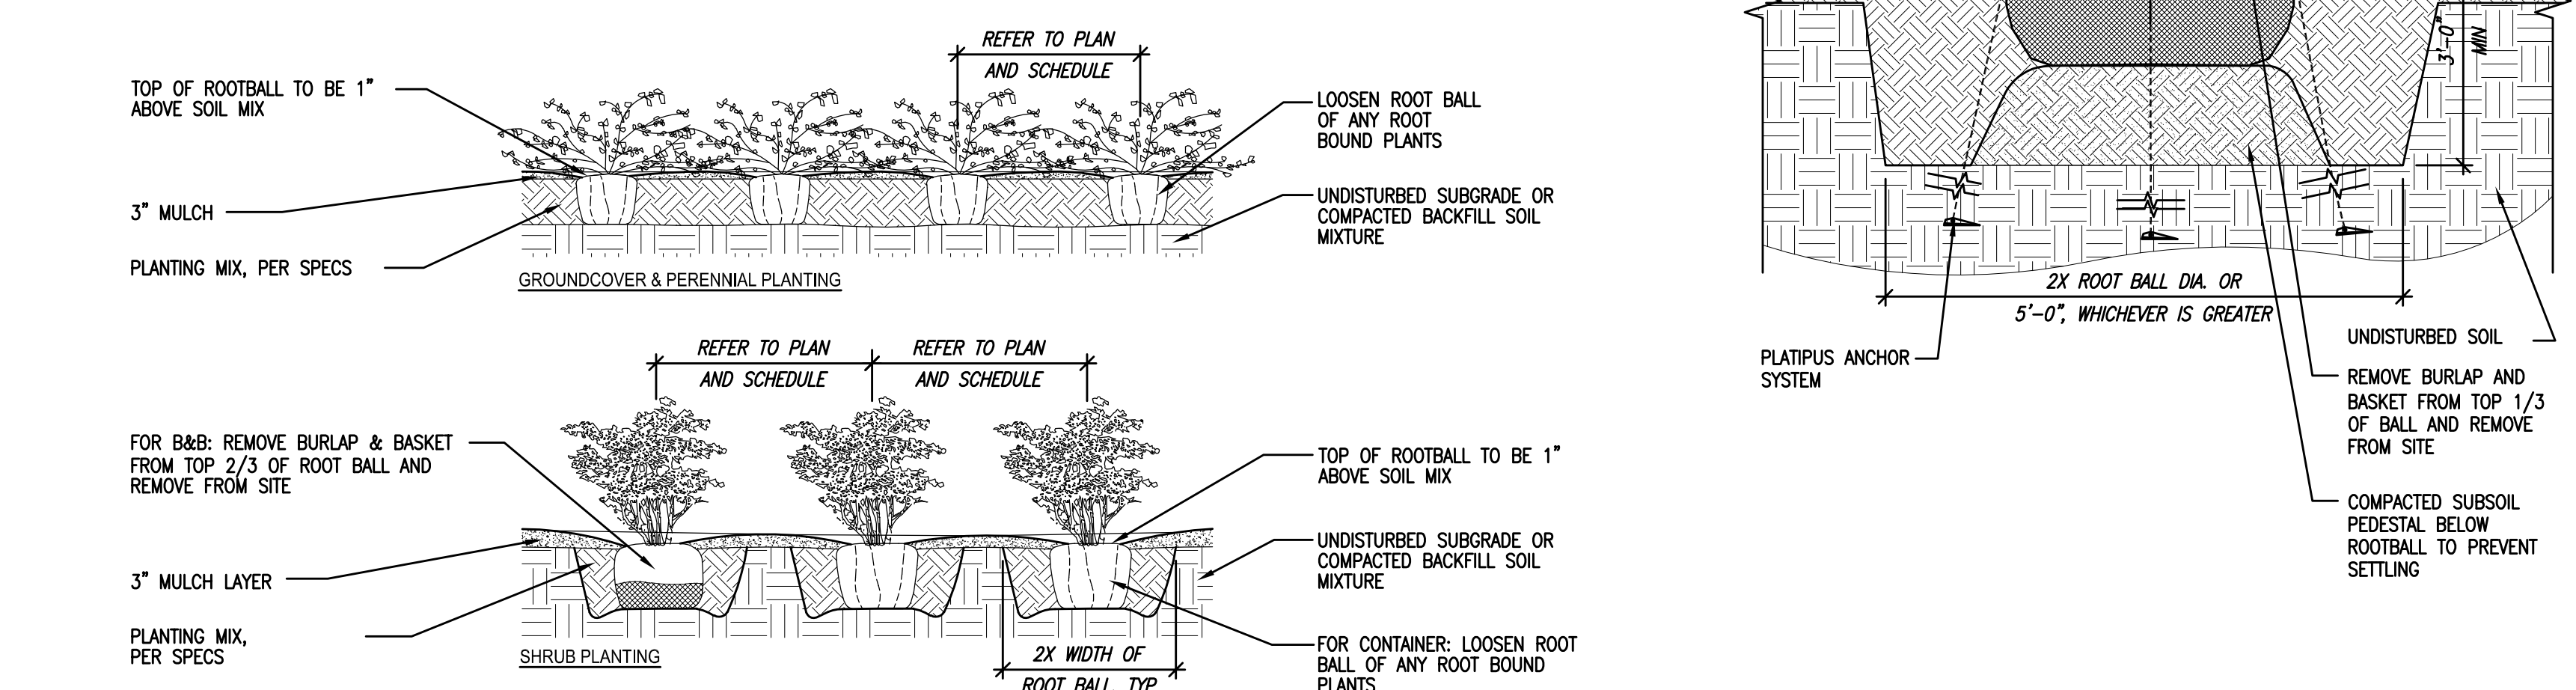 REFER TO PLAN
AND SCHEDULE
TOP OF ROOTBALL TO BE 1"
ABOVE SOIL MIX
3" MULCH
PLANTING MIX, PER SPECS
LOOSEN ROOT BALL
OF ANY ROOT
BOUND PLANTS
UNDISTURBED SUBGRADE OR
COMPACTED BACKFILL SOIL
MIXTURE
GROUNDCOVER & PERENNIAL PLANTING
REFER TO PLAN
AND SCHEDULE
REFER TO PLAN
AND SCHEDULE
FOR B&B: REMOVE BURLAP & BASKET
FROM TOP 2/3 OF ROOT BALL AND
REMOVE FROM SITE
3" MULCH LAYER
PLANTING MIX,
PER SPECS
TOP OF ROOTBALL TO BE 1"
ABOVE SOIL MIX
UNDISTURBED SUBGRADE OR
COMPACTED BACKFILL SOIL
MIXTURE
FOR CONTAINER: LOOSEN ROOT
BALL OF ANY ROOT BOUND
PLANTS
SHRUB PLANTING
2X WIDTH OF
ROOT BALL, TYP
3'-0"
MIN
2X ROOT BALL DIA. OR
5'-0", WHICHEVER IS GREATER
PLATIPUS ANCHOR
SYSTEM
UNDISTURBED SOIL
REMOVE BURLAP AND
BASKET FROM TOP 1/3
OF BALL AND REMOVE
FROM SITE
COMPACTED SUBSOIL
PEDESTAL BELOW
ROOTBALL TO PREVENT
SETTLING